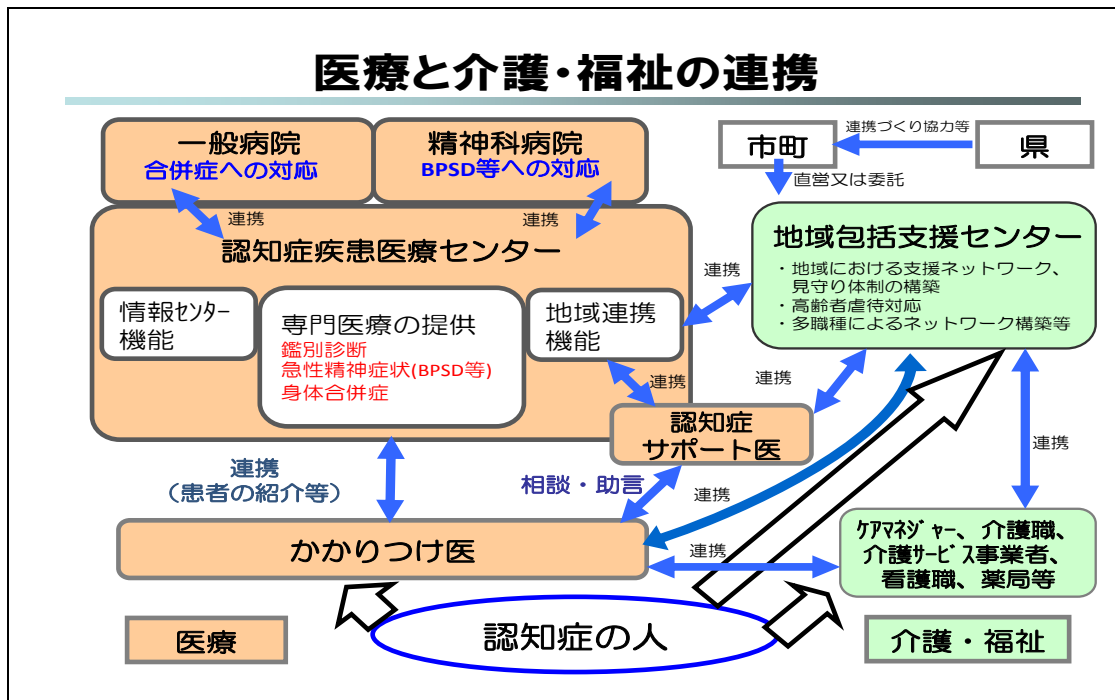 医療と介護・福祉の連携
一般病院
合併症への対応
精神科病院
BPSD等への対応
市町
連携づくり協力等
県
直営又は委託
連携
連携
認知症疾患医療センター
情報ｾﾝﾀｰ
機能
専門医療の提供
鑑別診断
急性精神症状(BPSD等)
身体合併症
地域連携
機能
連携
地域包括支援センター
・地域における支援ネットワーク、
見守り体制の構築
・高齢者虐待対応
・多職種によるネットワーク構築等
連携
連携
認知症
サポート医
連携
連携
（患者の紹介等）
相談・助言
連携
かかりつけ医
連携
ｹｱﾏﾈｼﾞｬｰ、介護職、
介護ｻｰﾋﾞｽ事業者、
看護職、薬局等
医療
認知症の人
介護・福祉